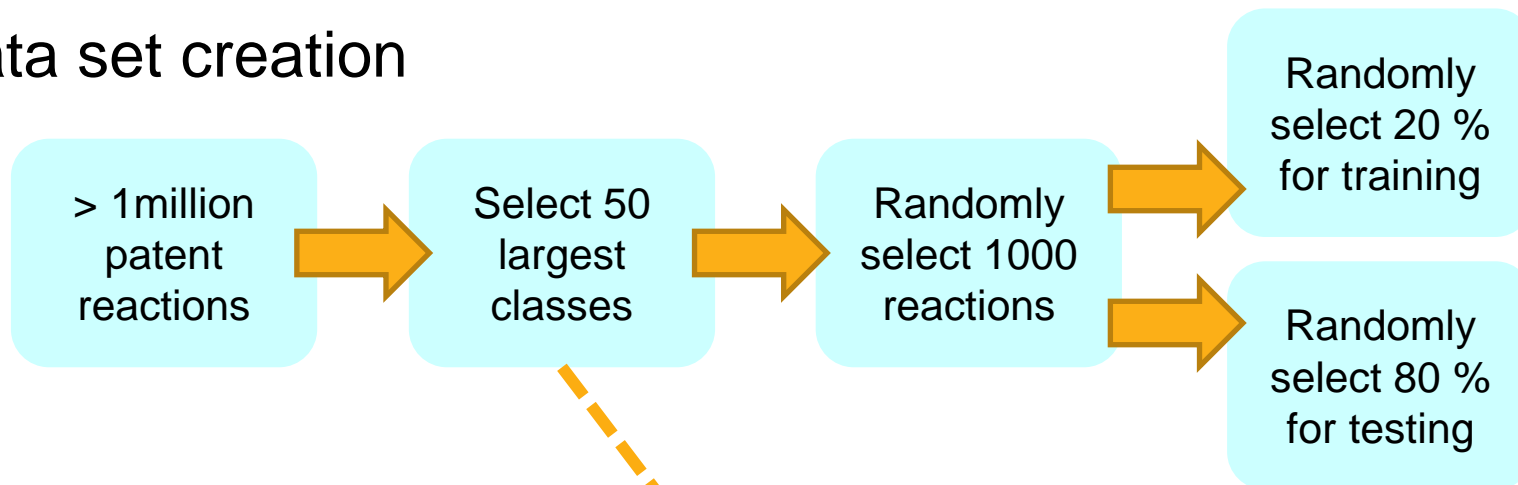 ata set creation
> 1million
patent
reactions
Select 50
largest
classes
Randomly
select 1000
reactions
Randomly
select 20 %
for training
Randomly
select 80 %
for testing